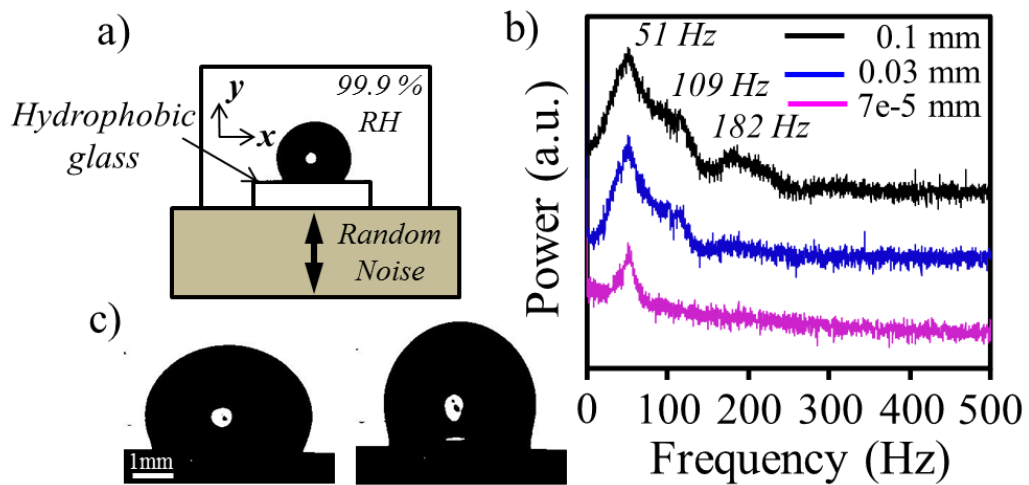 a)
99.9 %
RH
y
x
Hydrophobic
glass
Random
Noise
b)
51 Hz
109 Hz
182 Hz
0.1 mm
0.03 mm
7e-5 mm
Power (a.u.)
0 100 200 300 400 500
Frequency (Hz)
c)
1mm